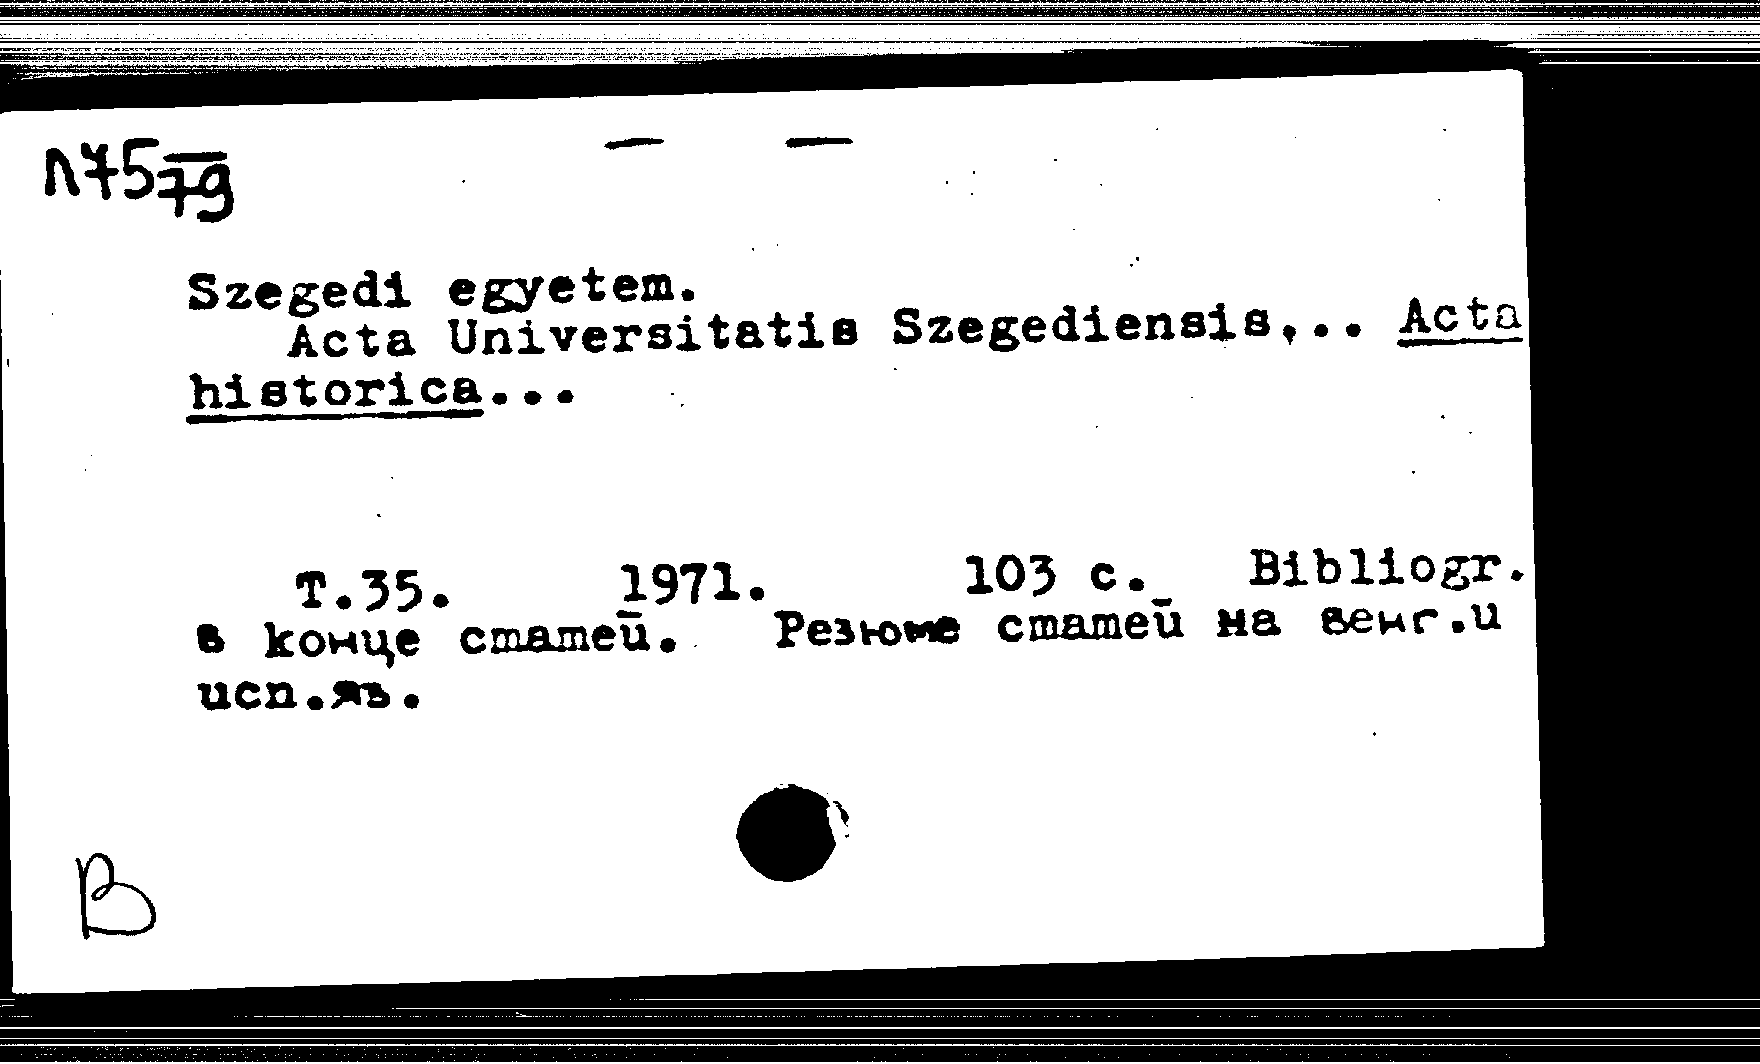 Л75
79
Szegedi egyetem.
Acta Universitatis Szegediensis... Acta
historica...
Т.35. 1971. 103 с. Bibliogr.
в конце статей. Резюме статей на венг.и
исп.яз.
В